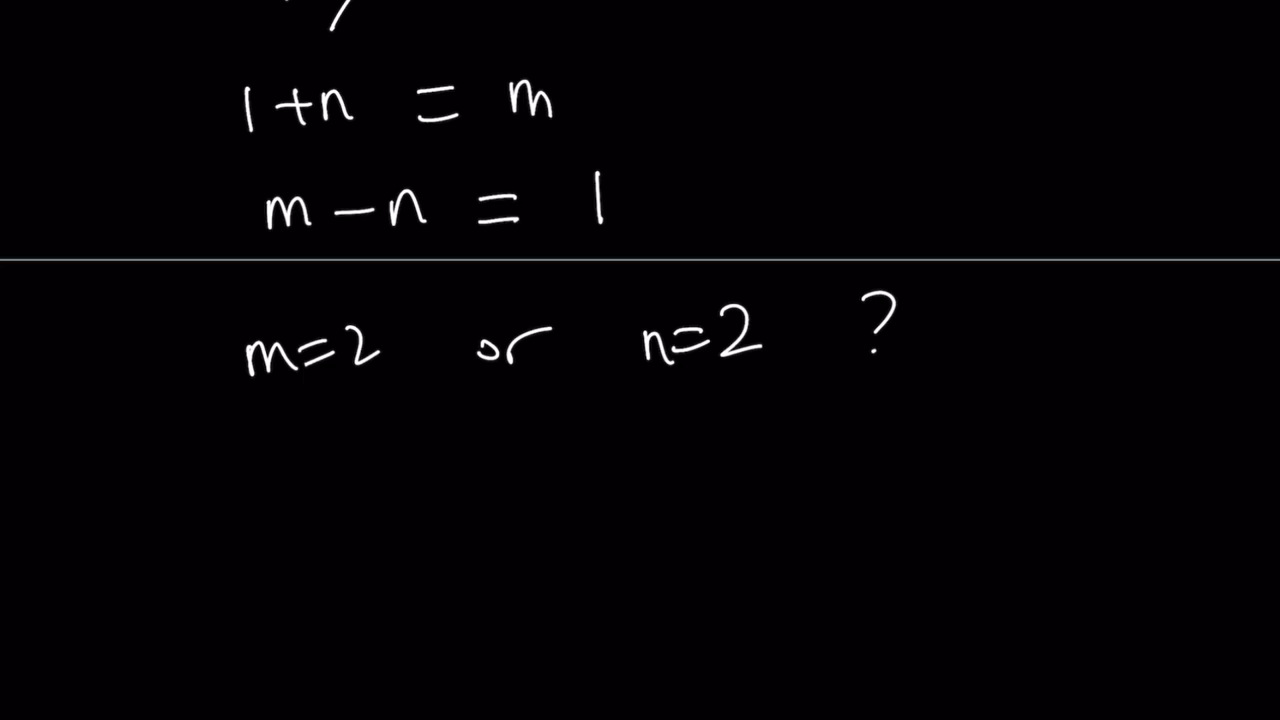 1+n = m
m-n = 1
m=2 or n=2 ?